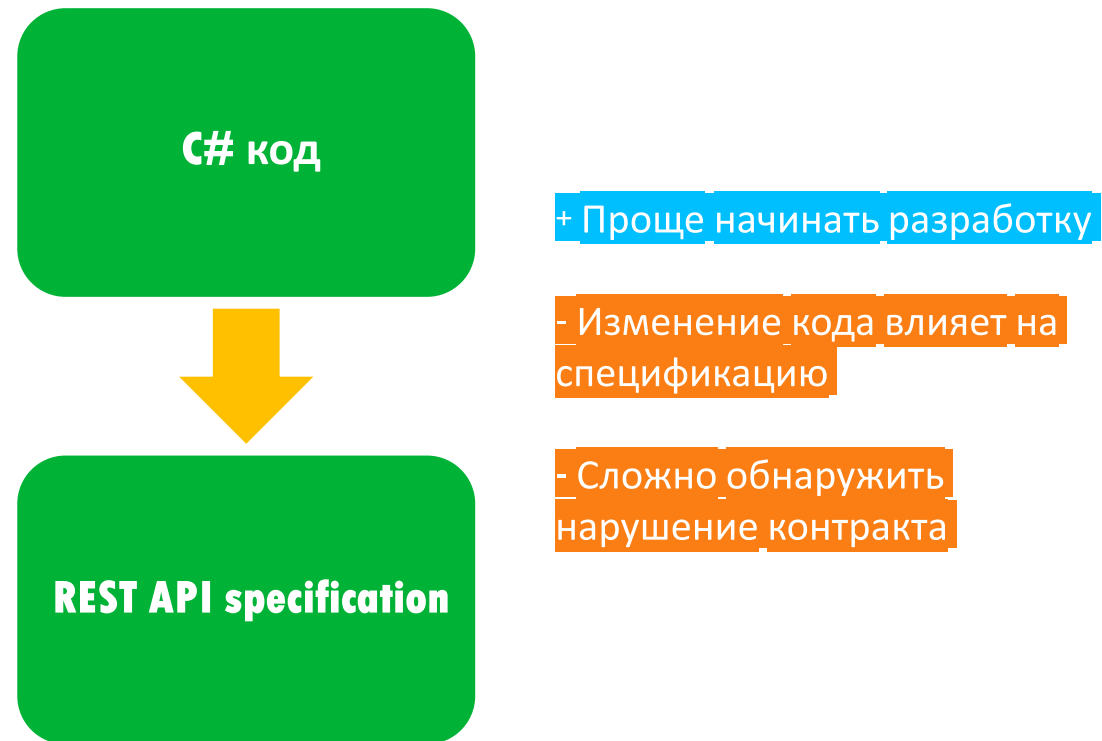 C# код
+ Проще начинать разработку
- Изменение кода влияет на
спецификацию
- Сложно обнаружить
нарушение контракта
REST API specification